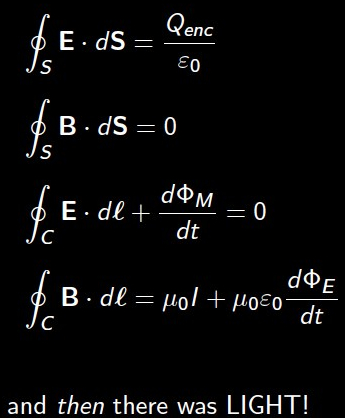 ∮_S E · dS = Q_enc / ε₀
∮_S B · dS = 0
∮_C E · dℓ + dΦ_M / dt = 0
∮_C B · dℓ = μ₀I + μ₀ε₀ dΦ_E / dt
and then there was LIGHT!